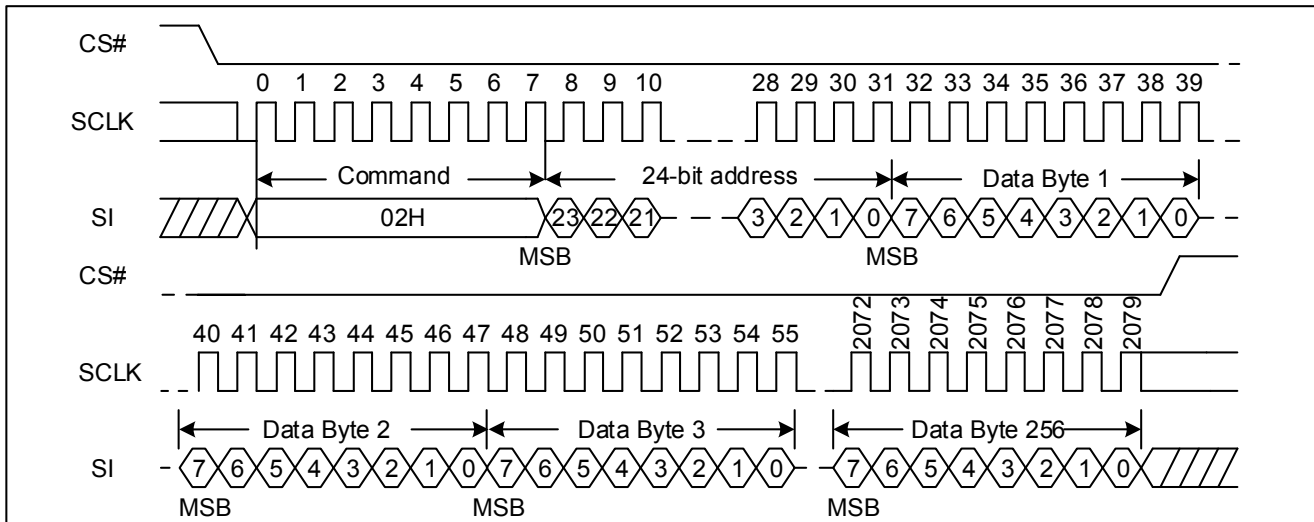 CS#
0 1 2 3 4 5 6 7 8 9 10 28 29 30 31 32 33 34 35 36 37 38 39
SCLK
Command 24-bit address Data Byte 1
SI 02H 23 22 21 3 2 1 0 7 6 5 4 3 2 1 0
MSB MSB
CS#
40 41 42 43 44 45 46 47 48 49 50 51 52 53 54 55 2072 2073 2074 2075 2076 2077 2078 2079
SCLK
Data Byte 2 Data Byte 3 Data Byte 256
SI 7 6 5 4 3 2 1 0 7 6 5 4 3 2 1 0 7 6 5 4 3 2 1 0
MSB MSB MSB